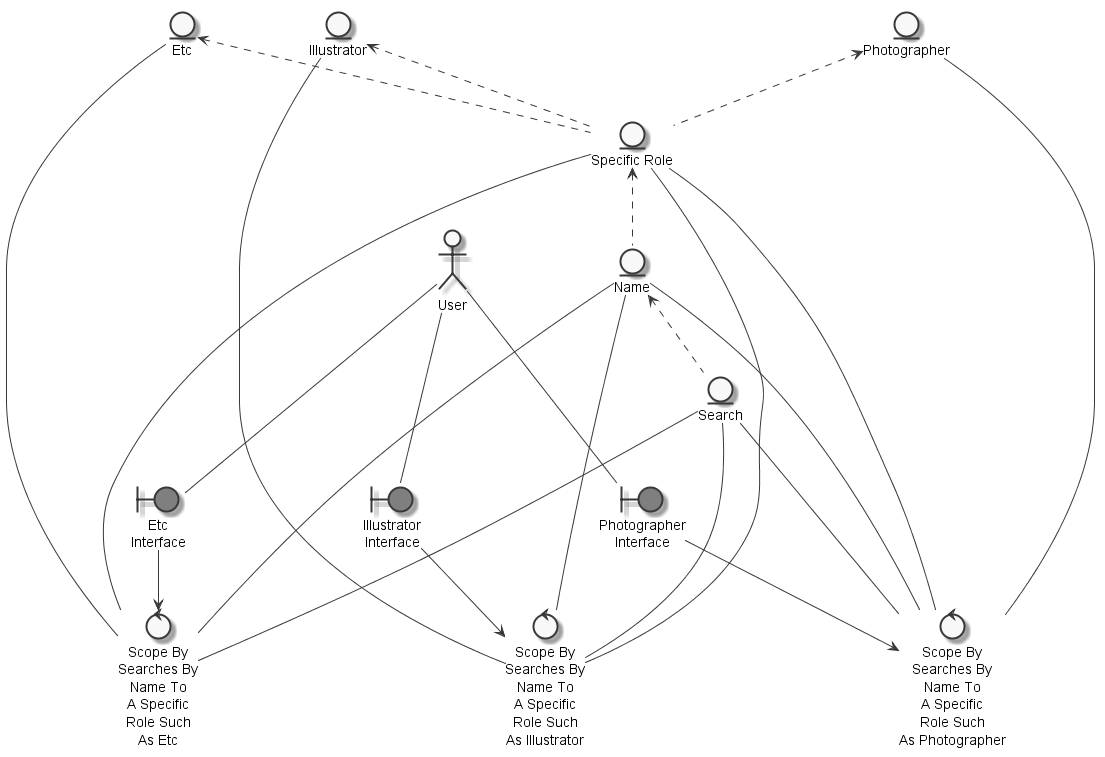 Etc
Illustrator
Photographer
Specific Role
User
Name
Search
Etc
Interface
Illustrator
Interface
Photographer
Interface
Scope By
Searches By
Name To
A Specific
Role Such
As Etc
Scope By
Searches By
Name To
A Specific
Role Such
As Illustrator
Scope By
Searches By
Name To
A Specific
Role Such
As Photographer